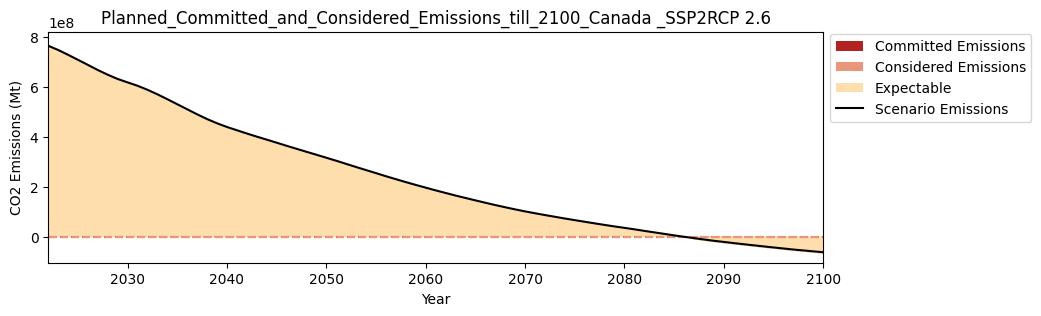 Planned_Committed_and_Considered_Emissions_till_2100_Canada _SSP2RCP 2.6
1e8
8
6
4
2
0
CO2 Emissions (Mt)
2030 2040 2050 2060 2070 2080 2090 2100
Year
Committed Emissions
Considered Emissions
Expectable
Scenario Emissions